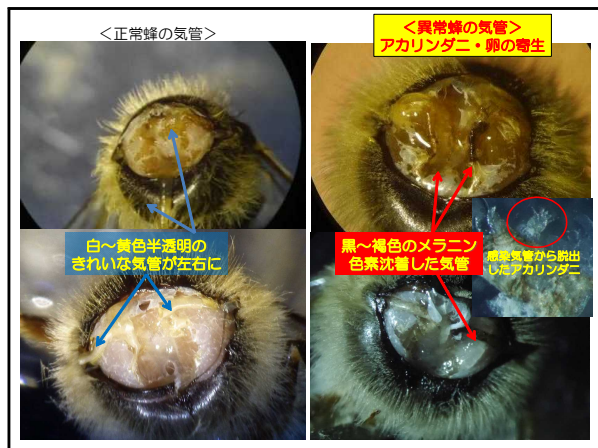 ＜正常蜂の気管＞
＜異常蜂の気管＞
アカリンダニ・卵の寄生
白～黄色半透明の
きれいな気管が左右に
黒～褐色のメラニン
色素沈着した気管
感染気管から脱出
したアカリンダニ